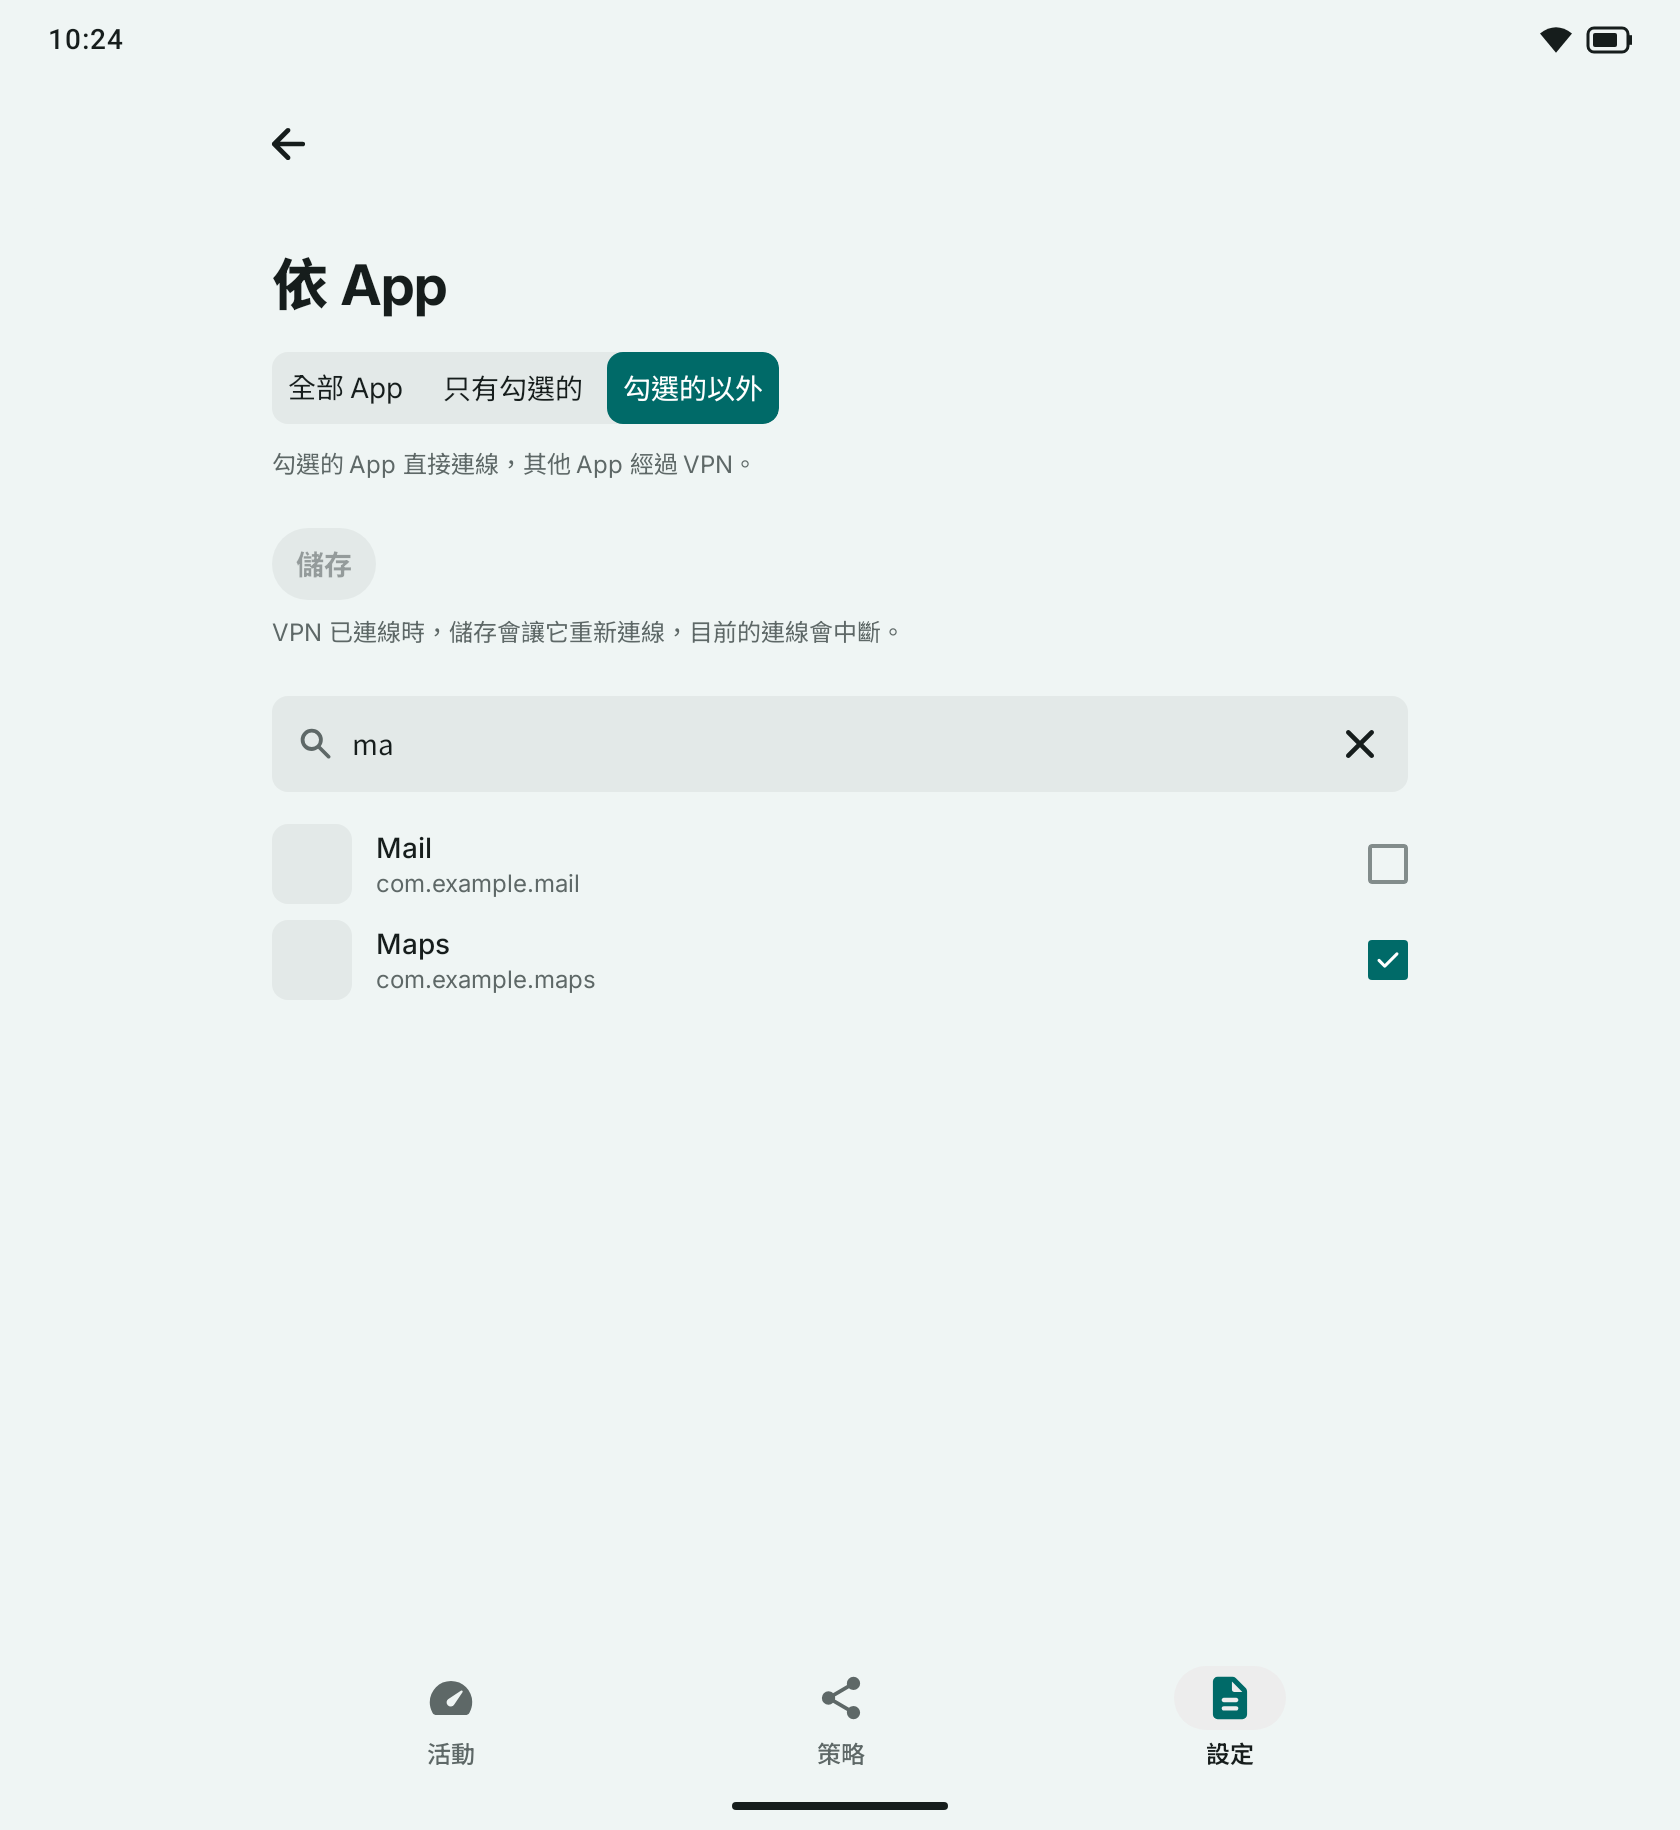 10:24
依 App
全部 App 只有勾選的 勾選的以外
勾選的 App 直接連線，其他 App 經過 VPN。
儲存
VPN 已連線時，儲存會讓它重新連線，目前的連線會中斷。
ma
Mail
com.example.mail
Maps
com.example.maps
活動 策略 設定